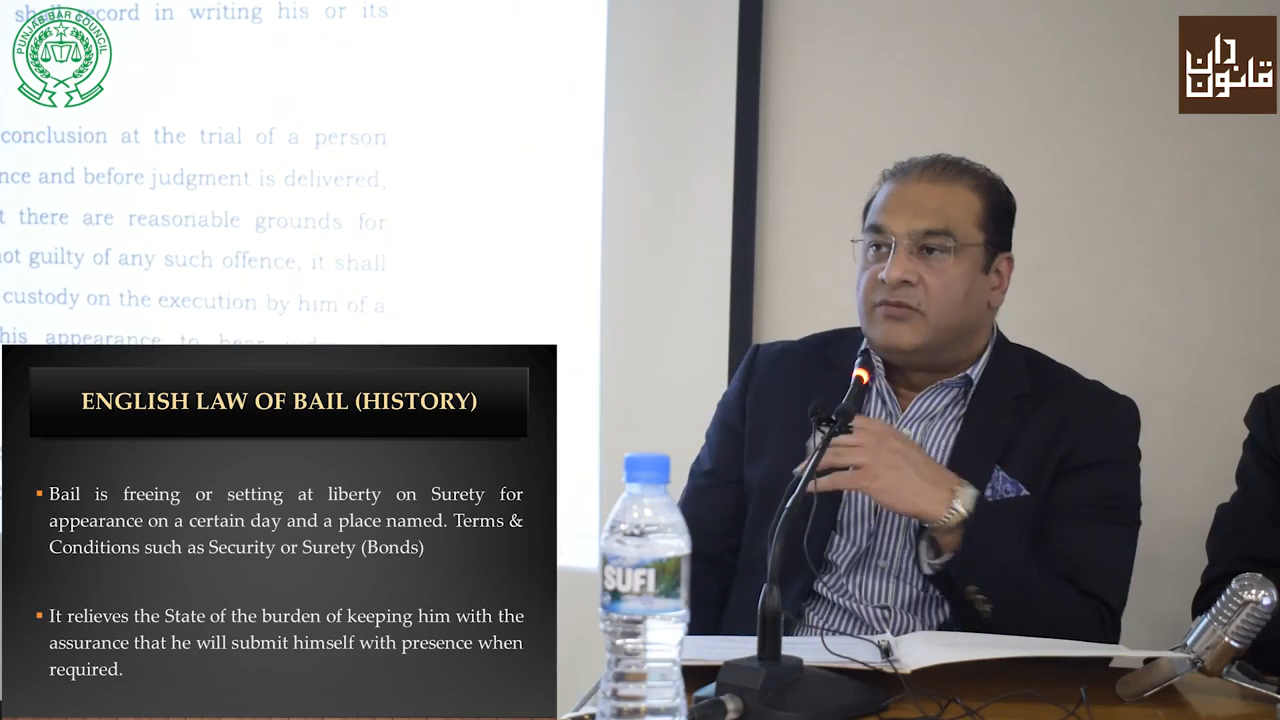 shall record in writing his or its
PUNJAB BAR COUNCIL
قانون دان
conclusion at the trial of a person
and before judgment is delivered,
there are reasonable grounds for
not guilty of any such offence, it shall
custody on the execution by him of a
his appearance to hear
ENGLISH LAW OF BAIL (HISTORY)
▪ Bail is freeing or setting at liberty on Surety for
appearance on a certain day and a place named. Terms &
Conditions such as Security or Surety (Bonds)
▪ It relieves the State of the burden of keeping him with the
assurance that he will submit himself with presence when
required.
SUFI